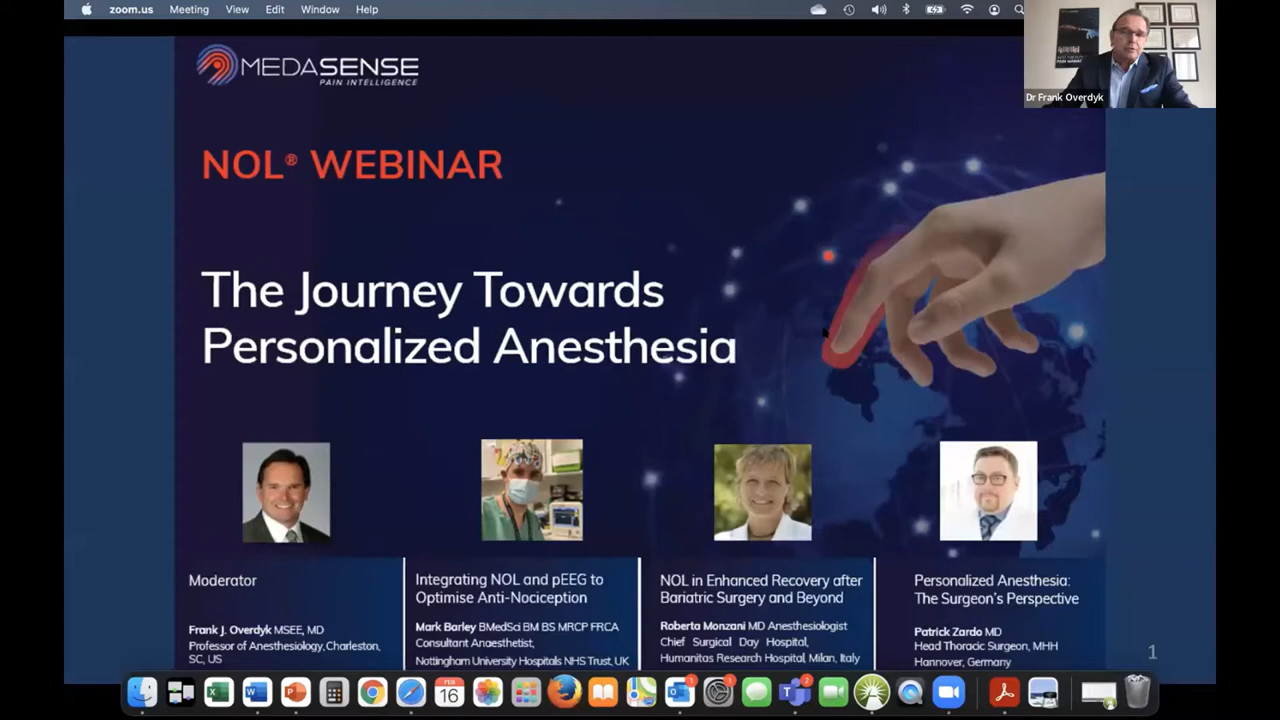 zoom.us Meeting View Edit Window Help
Dr Frank Overdyk
MEDASENSE
PAIN INTELLIGENCE
NOL® WEBINAR
The Journey Towards
Personalized Anesthesia
Moderator
Frank J. Overdyk MSEE, MD
Professor of Anesthesiology, Charleston,
SC, US
Integrating NOL and pEEG to
Optimise Anti-Nociception
Mark Barley BMedSci BM BS MRCP FRCA
Consultant Anaesthetist,
Nottingham University Hospitals NHS Trust, UK
NOL in Enhanced Recovery after
Bariatric Surgery and Beyond
Roberta Monzani MD Anesthesiologist
Chief Surgical Day Hospital,
Humanitas Research Hospital, Milan, Italy
Personalized Anesthesia:
The Surgeon's Perspective
Patrick Zardo MD
Head Thoracic Surgeon, MHH
Hannover, Germany
1
FEB
16